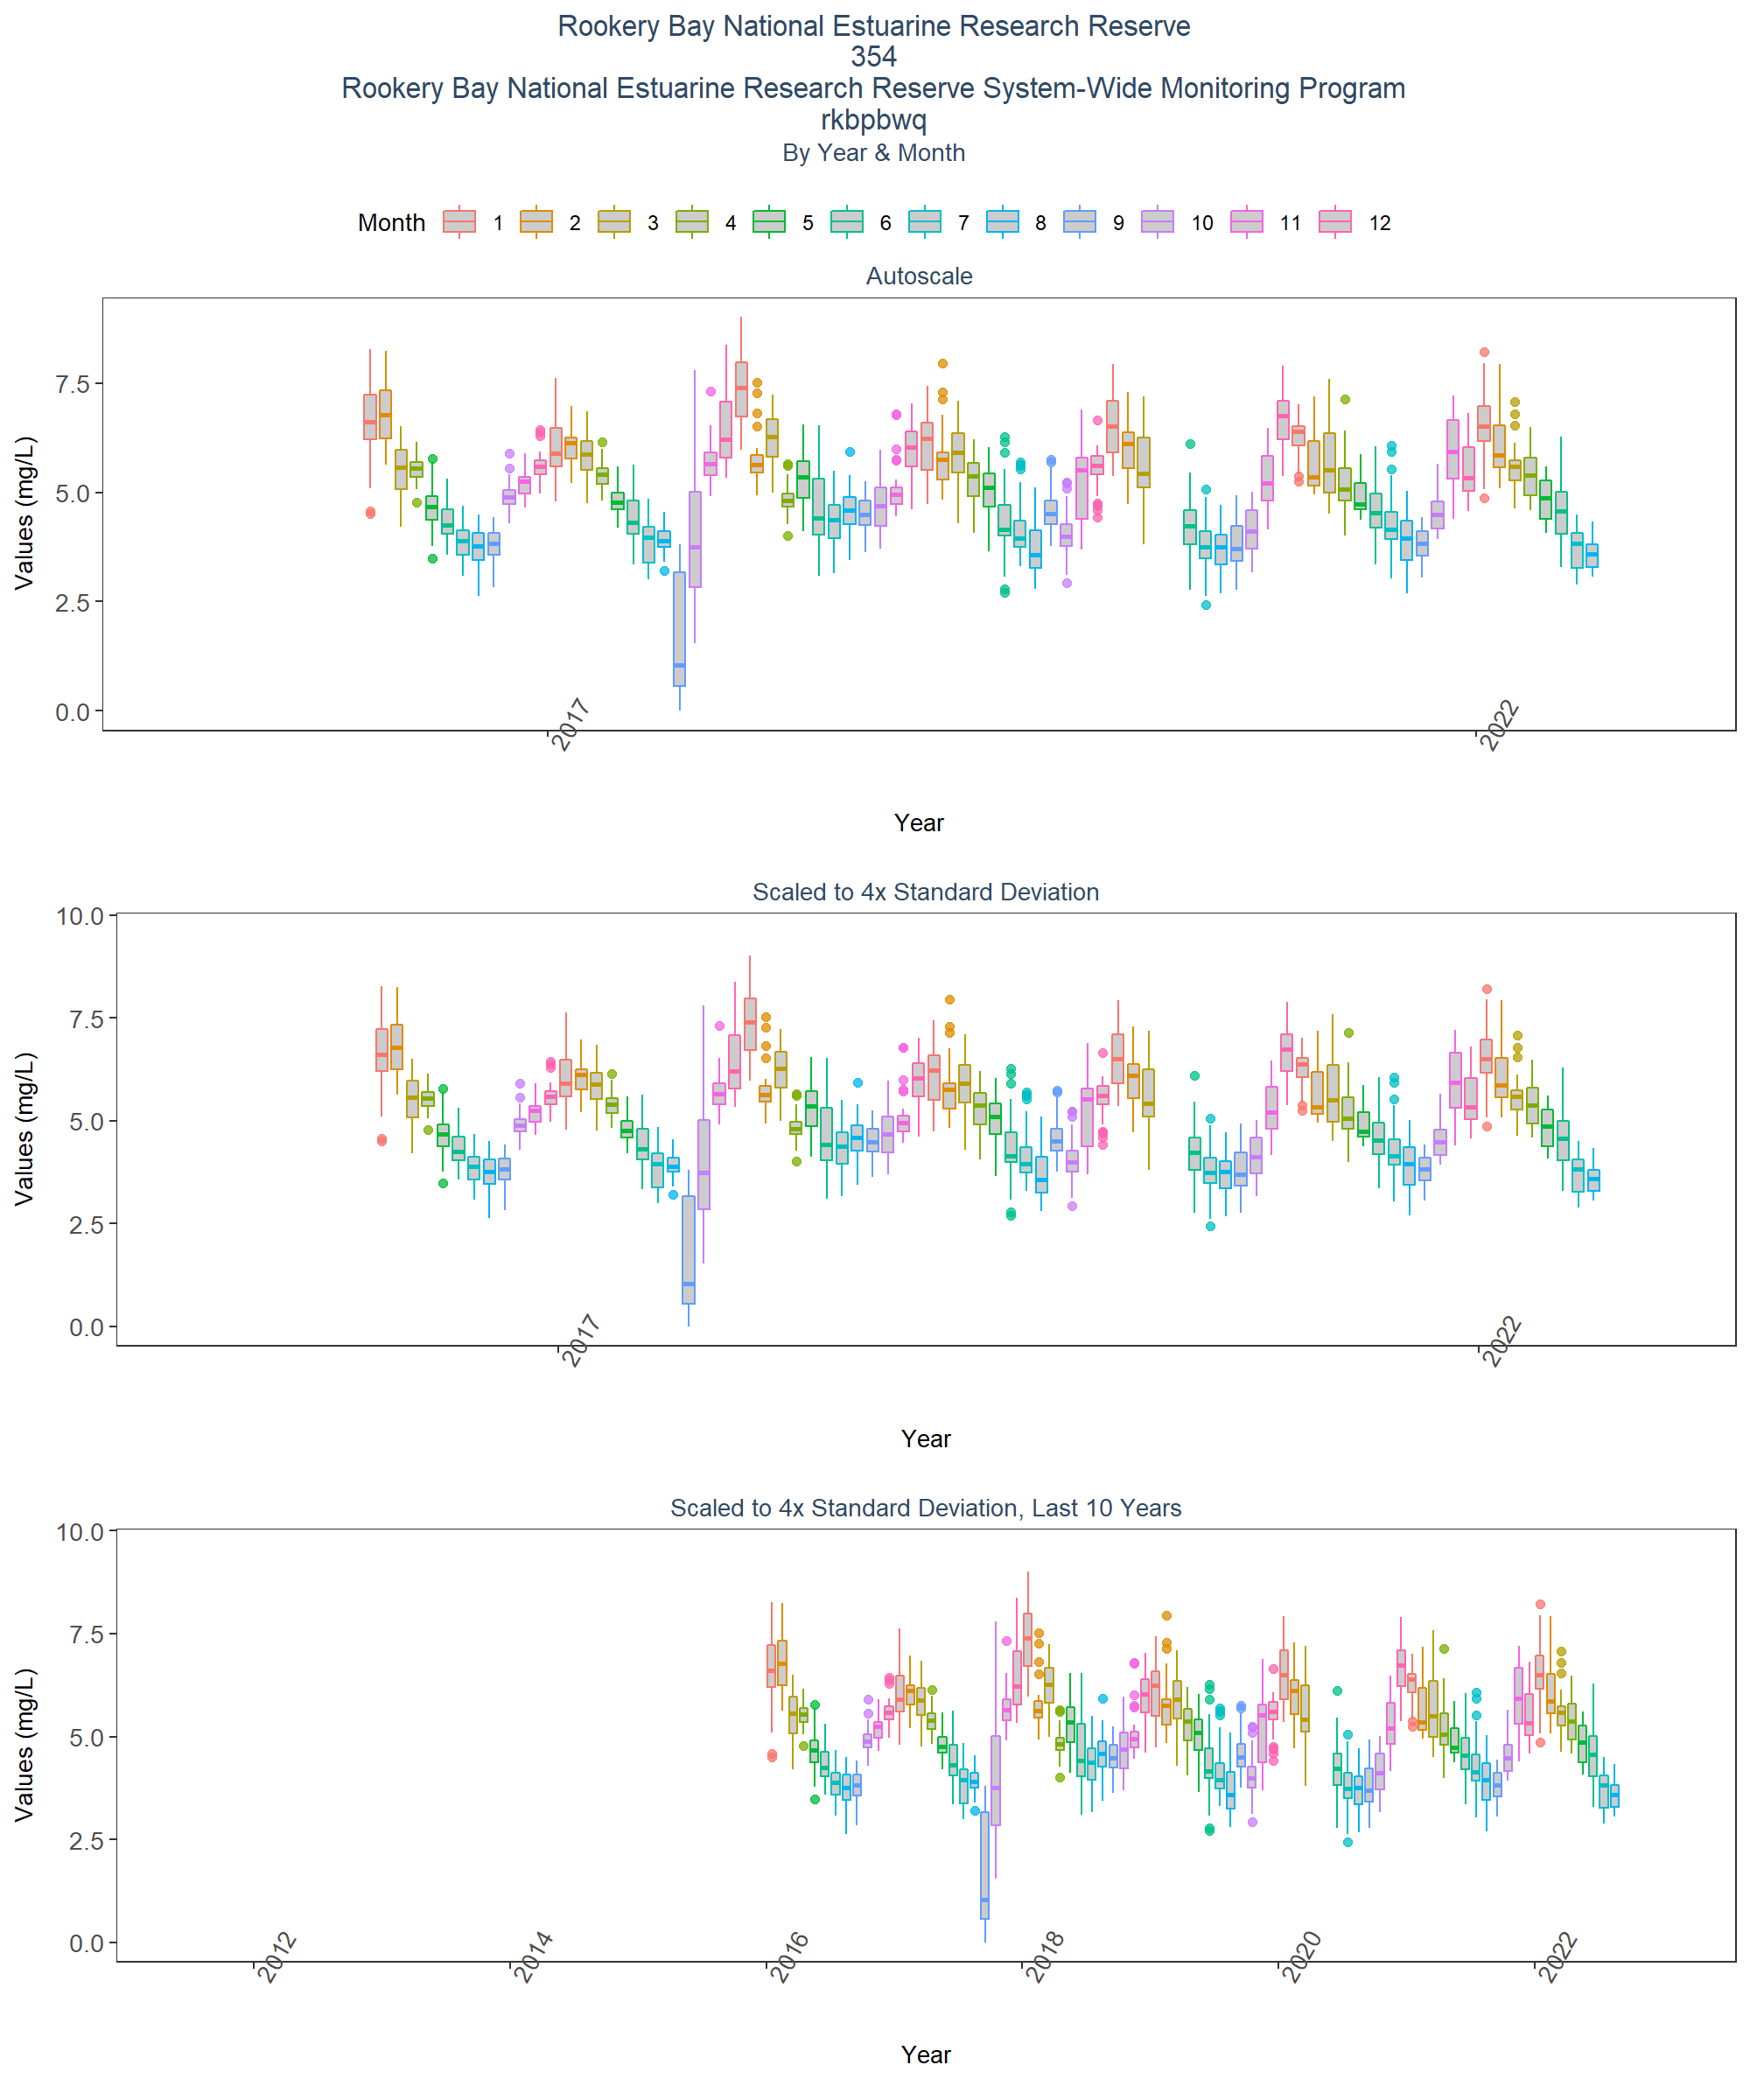 Rookery Bay National Estuarine Research Reserve
354
Rookery Bay National Estuarine Research Reserve System-Wide Monitoring Program
rkbpbwq
By Year & Month
Month 1 2 3 4 5 6 7 8 9 10 11 12
Autoscale
Values (mg/L)
7.5
5.0
2.5
0.0
2017 2022
Year
Scaled to 4x Standard Deviation
Values (mg/L)
10.0
7.5
5.0
2.5
0.0
2017 2022
Year
Scaled to 4x Standard Deviation, Last 10 Years
Values (mg/L)
10.0
7.5
5.0
2.5
0.0
2012 2014 2016 2018 2020 2022
Year